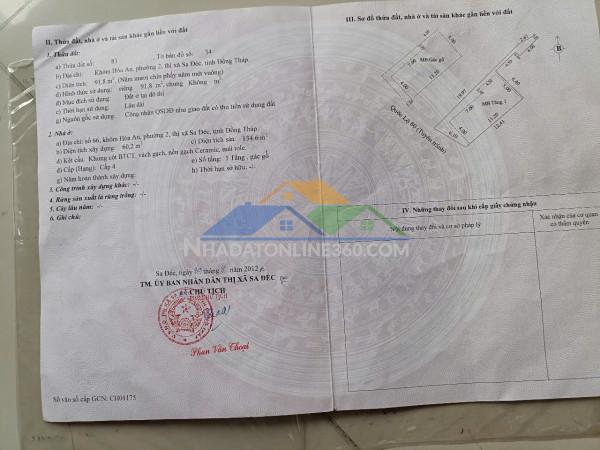 II. Thửa đất, nhà ở và tài sản khác gắn liền với đất
1. Thửa đất:
a) Thửa đất số: 83 Tờ bản đồ số: 34
b) Địa chỉ: Khóm Hòa An, phường 2, thị xã Sa Đéc, tỉnh Đồng Tháp.
c) Diện tích: 91,8 m², (Năm mươi chín phẩy năm mét vuông)
d) Hình thức sử dụng: riêng 91,8 m², chung Không m²
đ) Mục đích sử dụng: Đất ở tại đô thị
e) Thời hạn sử dụng: Lâu dài
g) Nguồn gốc sử dụng: Công nhận QSDĐ như giao đất có thu tiền sử dụng đất
2. Nhà ở:
a) Địa chỉ: số 66, khóm Hòa An, phường 2, thị xã Sa Đéc, tỉnh Đồng Tháp.
b) Diện tích xây dựng: 60,2 m² c) Diện tích sàn: 134.6 m²
d) Kết cấu: Khung cột BTCT, vách gạch, nền gạch Ceramic, mái tole.
đ) Cấp (Hạng): Cấp 4 e) Số tầng: 1 Tầng, gác gỗ
g) Năm hoàn thành xây dựng: h) Thời hạn sở hữu: -/-
3. Công trình xây dựng khác: -/-
4. Rừng sản xuất là rừng trồng: -/-
5. Cây lâu năm: -/-
6. Ghi chú:
Sa Đéc, ngày tháng năm 2012
TM. ỦY BAN NHÂN DÂN THỊ XÃ SA ĐÉC
CHỦ TỊCH
Phan Văn Thoại
Số vào sổ cấp GCN: CH01175
III. Sơ đồ thửa đất, nhà ở và tài sản khác gắn liền với đất
MB Gác gỗ
MB Tầng 1
B
Quốc Lộ 80 (Tuyến tránh)
IV. Những thay đổi sau khi cấp giấy chứng nhận
Nội dung thay đổi và cơ sở pháp lý
Xác nhận của cơ quan
có thẩm quyền
NHADATONLINE360.COM